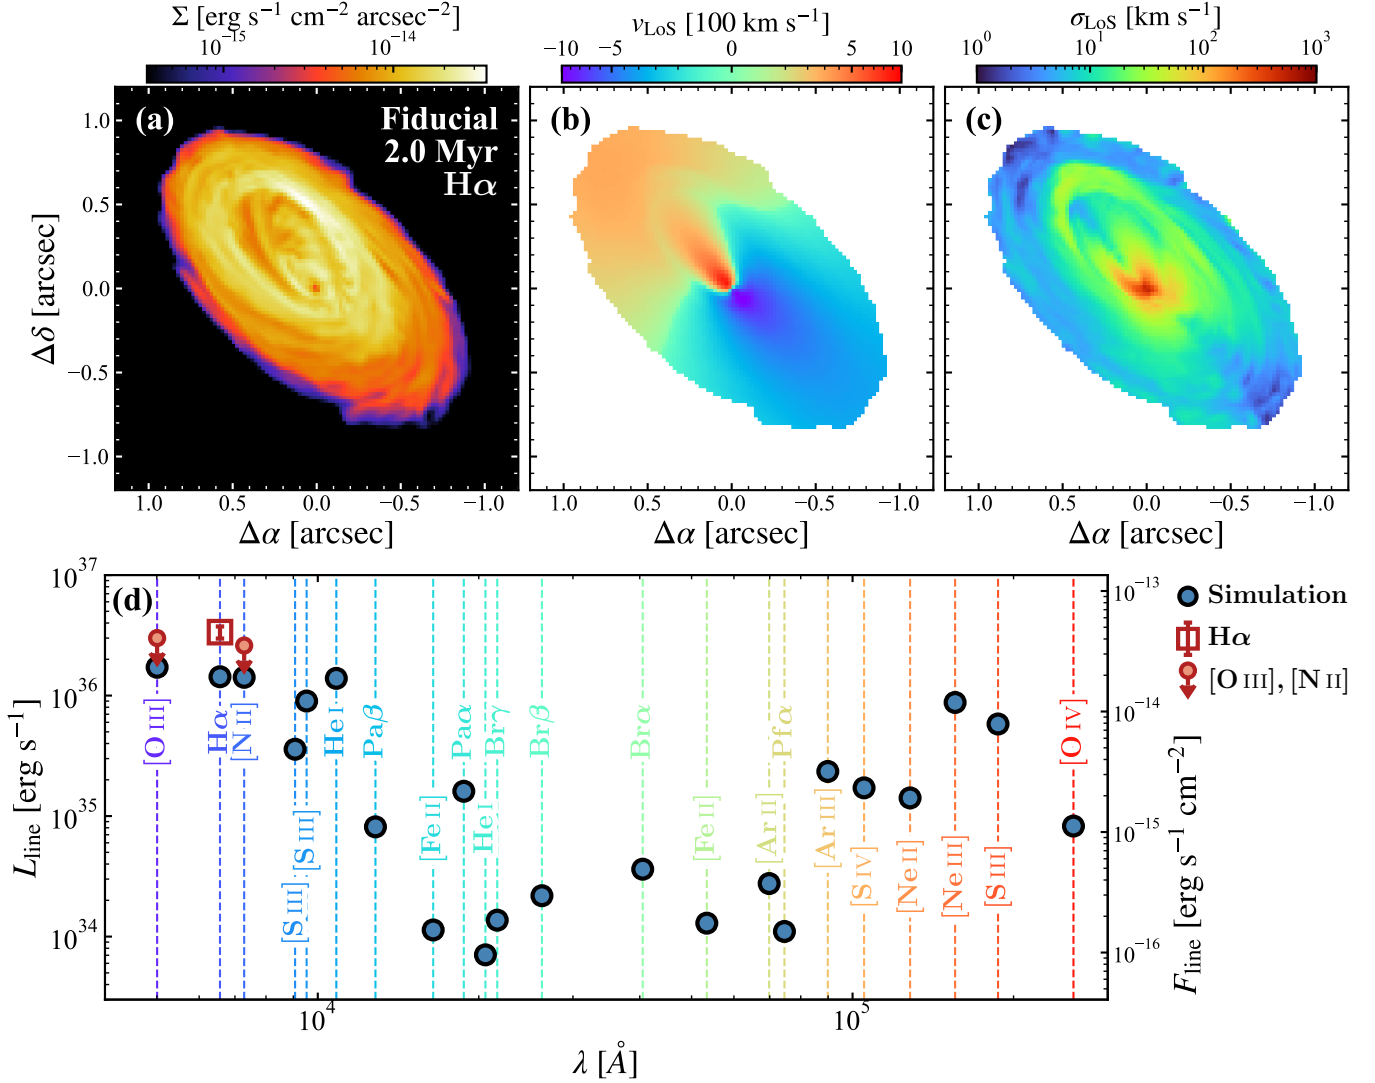 Σ [erg s⁻¹ cm⁻² arcsec⁻²]
10⁻¹⁵ 10⁻¹⁴
v_LoS [100 km s⁻¹]
−10 −5 0 5 10
σ_LoS [km s⁻¹]
10⁰ 10¹ 10² 10³
(a)
Fiducial
2.0 Myr
Hα
(b)
(c)
1.0
0.5
0.0
−0.5
−1.0
Δδ [arcsec]
1.0 0.5 0.0 −0.5 −1.0
1.0 0.5 0.0 −0.5 −1.0
1.0 0.5 0.0 −0.5 −1.0
Δα [arcsec]
Δα [arcsec]
Δα [arcsec]
(d)
10³⁷
10³⁶
10³⁵
10³⁴
L_line [erg s⁻¹]
[O III]
Hα
[N II]
[S III]
[S III]
He I
Paβ
[Fe II]
Paα
He I
Brγ
Brβ
Brα
[Fe II]
[Ar II]
Pfα
[Ar III]
[S IV]
[Ne II]
[Ne III]
[S III]
[O IV]
10⁻¹³
10⁻¹⁴
10⁻¹⁵
10⁻¹⁶
F_line [erg s⁻¹ cm⁻²]
Simulation
Hα
[O III], [N II]
10⁴ 10⁵
λ [Å]